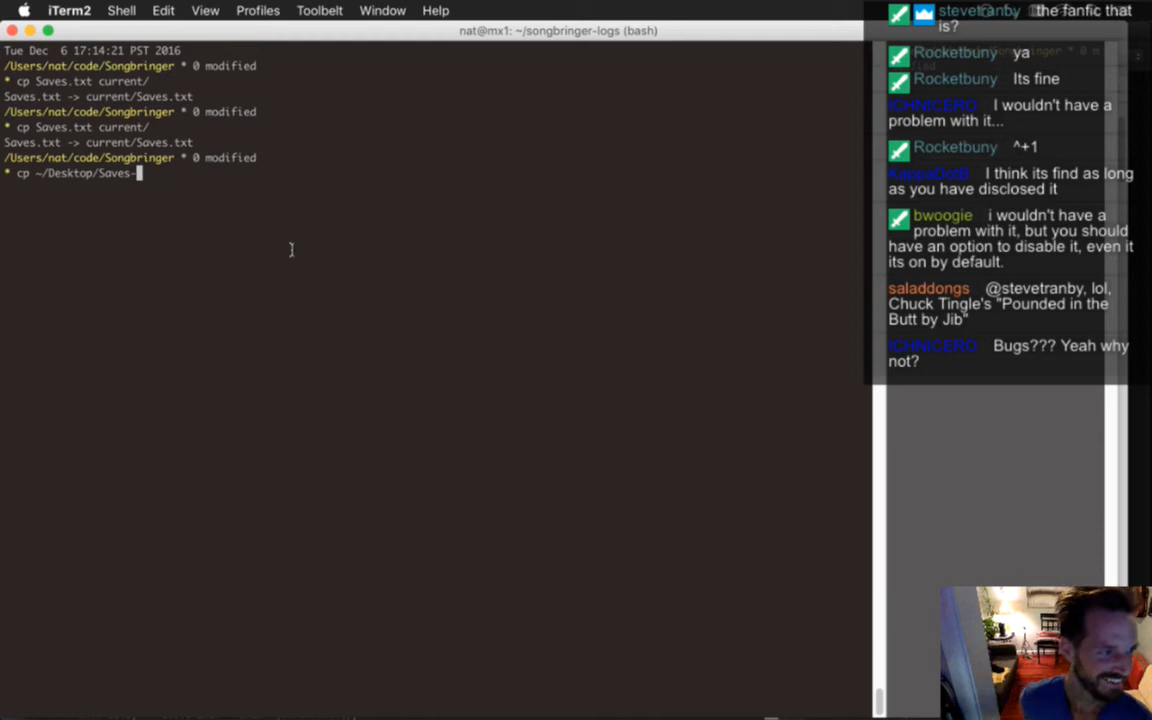 iTerm2 Shell Edit View Profiles Toolbelt Window Help
nat@mx1: ~/songbringer-logs (bash)
Tue Dec  6 17:14:21 PST 2016
/Users/nat/code/Songbringer * 0 modified
* cp Saves.txt current/
Saves.txt -> current/Saves.txt
/Users/nat/code/Songbringer * 0 modified
* cp Saves.txt current/
Saves.txt -> current/Saves.txt
/Users/nat/code/Songbringer * 0 modified
* cp ~/Desktop/Saves-
stevetranby the fanfic that
is?
Rocketbuny ya
Rocketbuny Its fine
ICHNICERO I wouldn't have a
problem with it...
Rocketbuny ^+1
KappaDotB I think its find as long
as you have disclosed it
bwoogie i wouldn't have a
problem with it, but you should
have an option to disable it, even it
its on by default.
saladdongs @stevetranby, lol,
Chuck Tingle's "Pounded in the
Butt by Jib"
ICHNICERO Bugs??? Yeah why
not?